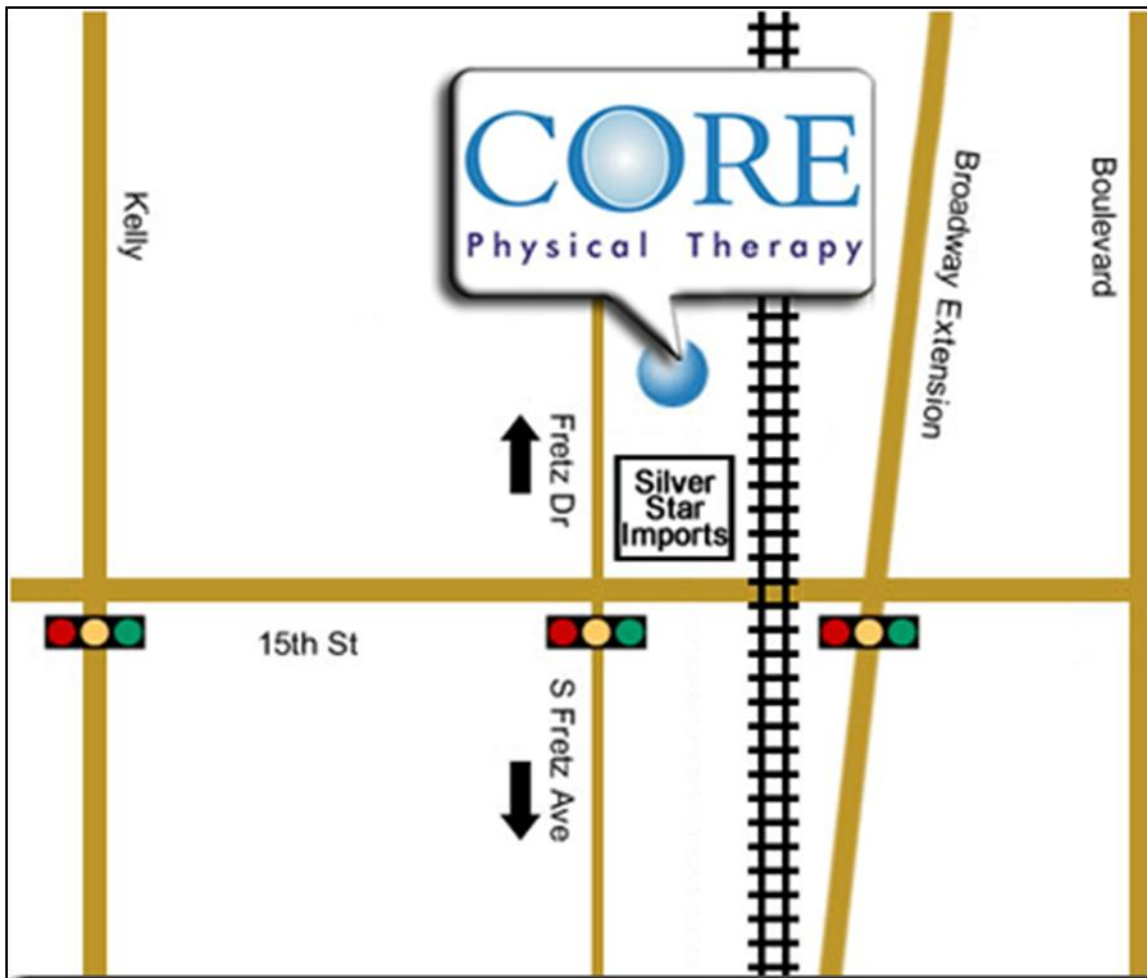 CORE
Physical Therapy
Kelly
Broadway Extension
Boulevard
Fretz Dr
Silver
Star
Imports
15th St
S Fretz Ave